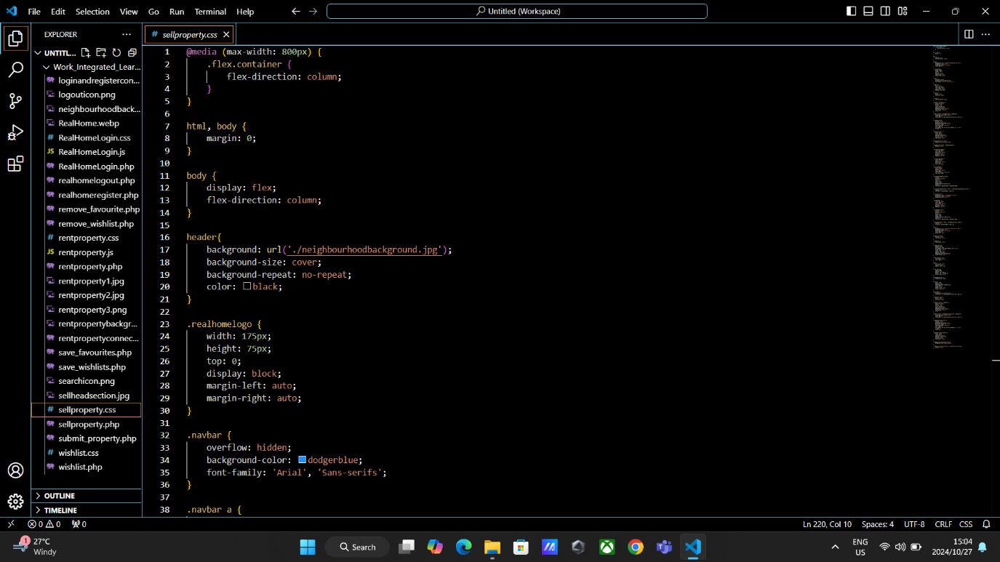 File Edit Selection View Go Run Terminal Help
Untitled (Workspace)
EXPLORER
UNTITL...
Work_Integrated_Lear...
loginandregistercon...
logouticon.png
neighbourhoodback...
RealHome.webp
RealHomeLogin.css
JS RealHomeLogin.js
RealHomeLogin.php
realhomelogout.php
realhomeregister.php
remove_favourite.php
remove_wishlist.php
# rentproperty.css
JS rentproperty.js
rentproperty.php
rentproperty1.jpg
rentproperty2.jpg
rentproperty3.png
rentpropertybackgr...
rentpropertyconnec...
save_favourites.php
save_wishlists.php
searchicon.png
sellheadsection.jpg
# sellproperty.css
sellproperty.php
submit_property.php
# wishlist.css
wishlist.php
OUTLINE
TIMELINE
# sellproperty.css
1 @media (max-width: 800px) {
2 .flex.container {
3 flex-direction: column;
4 }
5 }
6
7 html, body {
8 margin: 0;
9 }
10
11 body {
12 display: flex;
13 flex-direction: column;
14 }
15
16 header{
17 background: url('./neighbourhoodbackground.jpg');
18 background-size: cover;
19 background-repeat: no-repeat;
20 color: black;
21 }
22
23 .realhomelogo {
24 width: 175px;
25 height: 75px;
26 top: 0;
27 display: block;
28 margin-left: auto;
29 margin-right: auto;
30 }
31
32 .navbar {
33 overflow: hidden;
34 background-color: dodgerblue;
35 font-family: 'Arial', 'Sans-serifs';
36 }
37
38 .navbar a {
0 0 0
Ln 220, Col 10 Spaces: 4 UTF-8 CRLF CSS
1
27°C
Windy
Search
ENG
US
15:04
2024/10/27